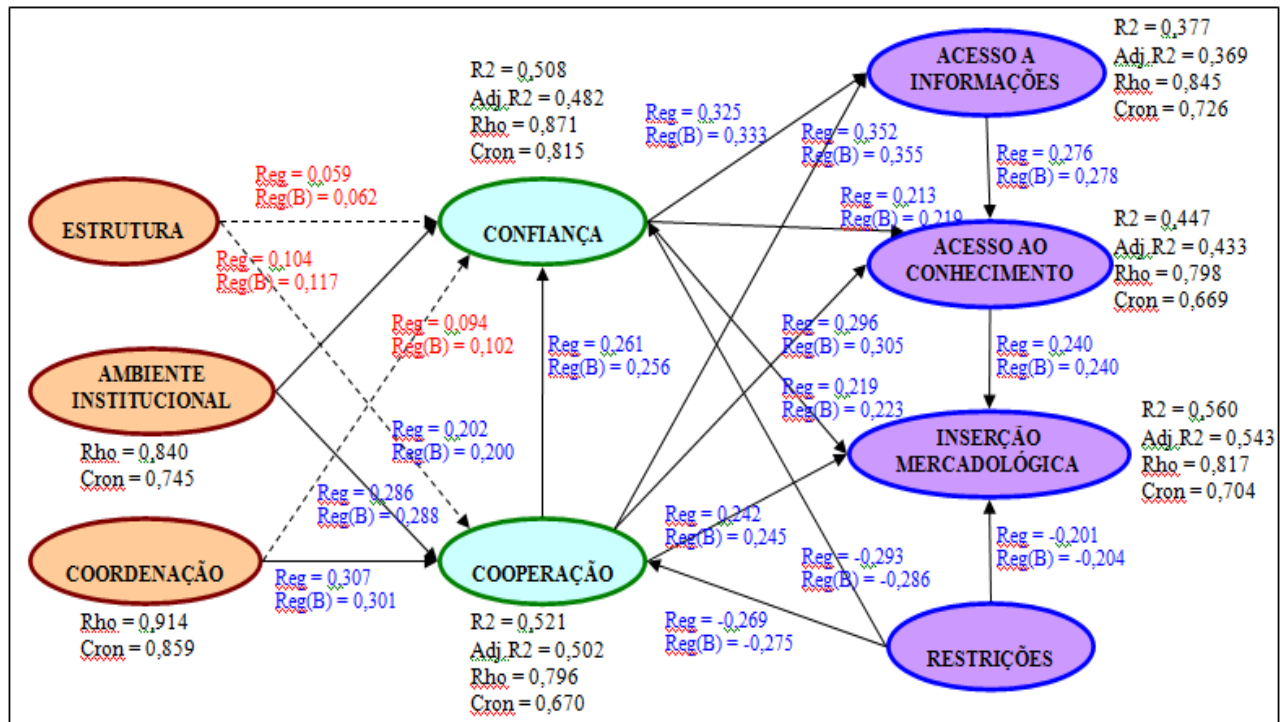 R2 = 0,508
Adj.R2 = 0,482
Rho = 0,871
Cron = 0,815
ACESSO A
INFORMAÇÕES
R2 = 0,377
Adj.R2 = 0,369
Rho = 0,845
Cron = 0,726
Reg = 0,325
Reg(B) = 0,333
Reg = 0,352
Reg(B) = 0,355
Reg = 0,276
Reg(B) = 0,278
Reg = 0,059
Reg(B) = 0,062
Reg = 0,213
Reg(B) = 0,219
ESTRUTURA
CONFIANÇA
ACESSO AO
CONHECIMENTO
R2 = 0,447
Adj.R2 = 0,433
Rho = 0,798
Cron = 0,669
Reg = 0,104
Reg(B) = 0,117
Reg = 0,094
Reg(B) = 0,102
Reg = 0,261
Reg(B) = 0,256
Reg = 0,296
Reg(B) = 0,305
Reg = 0,240
Reg(B) = 0,240
AMBIENTE
INSTITUCIONAL
Rho = 0,840
Cron = 0,745
Reg = 0,219
Reg(B) = 0,223
Reg = 0,202
Reg(B) = 0,200
INSERÇÃO
MERCADOLÓGICA
R2 = 0,560
Adj.R2 = 0,543
Rho = 0,817
Cron = 0,704
Reg = 0,286
Reg(B) = 0,288
Reg = 0,242
Reg(B) = 0,245
Reg = -0,293
Reg(B) = -0,286
Reg = -0,201
Reg(B) = -0,204
COORDENAÇÃO
Reg = 0,307
Reg(B) = 0,301
COOPERAÇÃO
Rho = 0,914
Cron = 0,859
R2 = 0,521
Adj.R2 = 0,502
Rho = 0,796
Cron = 0,670
Reg = -0,269
Reg(B) = -0,275
RESTRIÇÕES